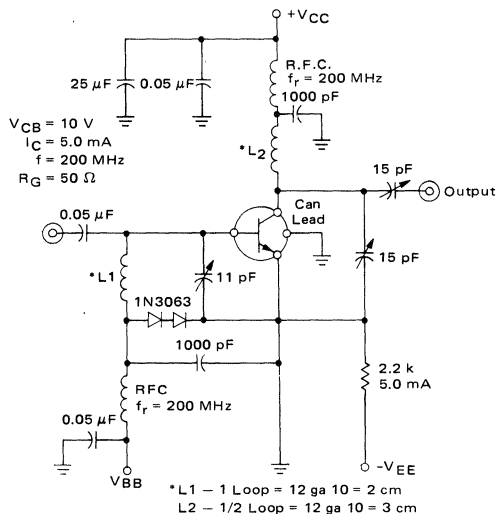 +VCC
R.F.C.
fr = 200 MHz
25 µF
0.05 µF
1000 pF
VCB = 10 V
IC = 5.0 mA
f = 200 MHz
RG = 50 Ω
*L2
15 pF
Output
Can
Lead
0.05 µF
*L1
11 pF
15 pF
1N3063
1000 pF
2.2 k
5.0 mA
RFC
fr = 200 MHz
0.05 µF
VBB
-VEE
*L1 – 1 Loop = 12 ga 10 = 2 cm
L2 – 1/2 Loop = 12 ga 10 = 3 cm